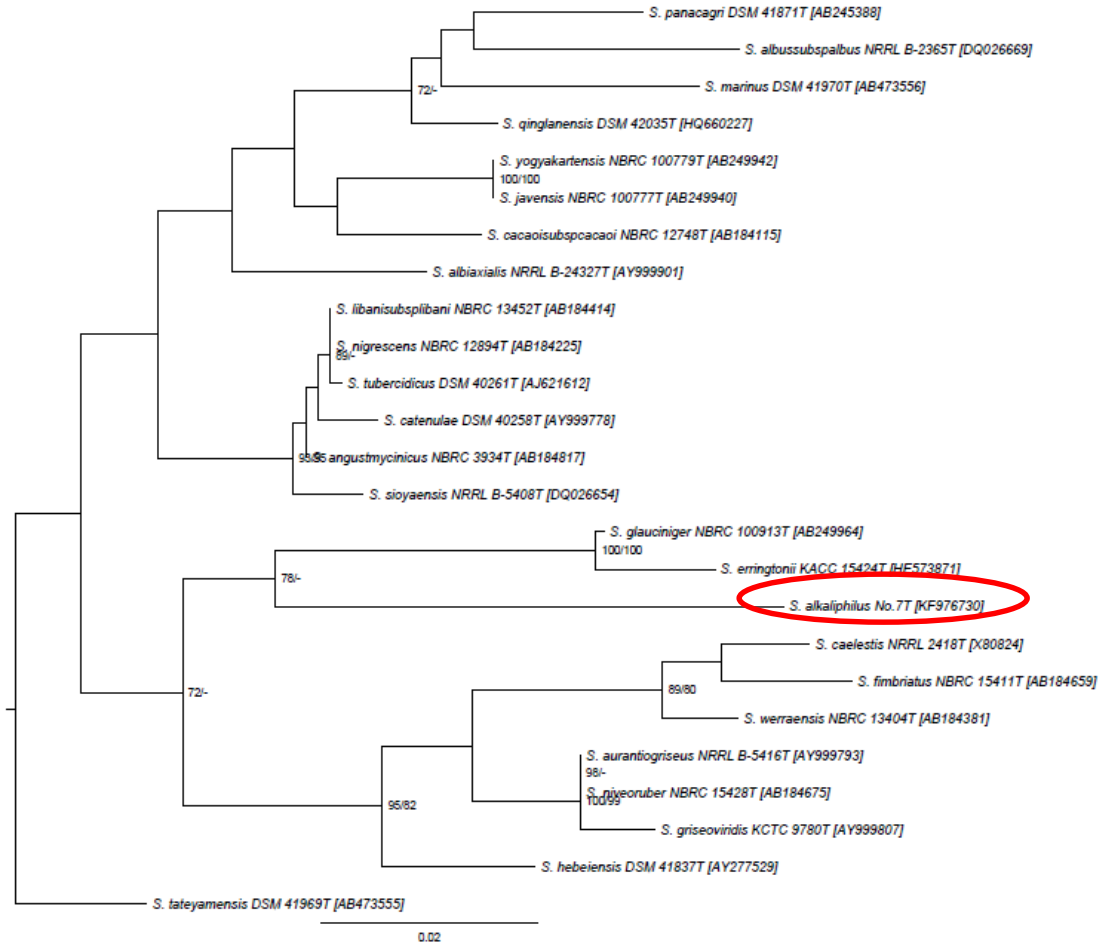 S. panacagri DSM 41871T [AB245388]
S. albussubspalbus NRRL B-2365T [DQ026669]
S. marinus DSM 41970T [AB473556]
72/-
S. qinglanensis DSM 42035T [HQ660227]
S. yogyakartensis NBRC 100779T [AB249942]
100/100
S. javensis NBRC 100777T [AB249940]
S. cacaoisubspcacaoi NBRC 12748T [AB184115]
S. albiaxialis NRRL B-24327T [AY999901]
S. libanisubsplibani NBRC 13452T [AB184414]
S. nigrescens NBRC 12894T [AB184225]
89/-
S. tubercidicus DSM 40261T [AJ621612]
S. catenulae DSM 40258T [AY999778]
S. angustmycinicus NBRC 3934T [AB184817]
S. sioyaensis NRRL B-5408T [DQ026654]
S. glauciniger NBRC 100913T [AB249964]
100/100
S. erringtonii KACC 15424T [HE573871]
78/-
S. alkaliphilus No.7T [KF976730]
S. caelestis NRRL 2418T [X80824]
S. fimbriatus NBRC 15411T [AB184659]
89/80
72/-
S. werraensis NBRC 13404T [AB184381]
S. aurantiogriseus NRRL B-5416T [AY999793]
98/-
S. niveoruber NBRC 15428T [AB184675]
100/99
95/82
S. griseoviridis KCTC 9780T [AY999807]
S. hebeiensis DSM 41837T [AY277529]
S. tateyamensis DSM 41969T [AB473555]
0.02